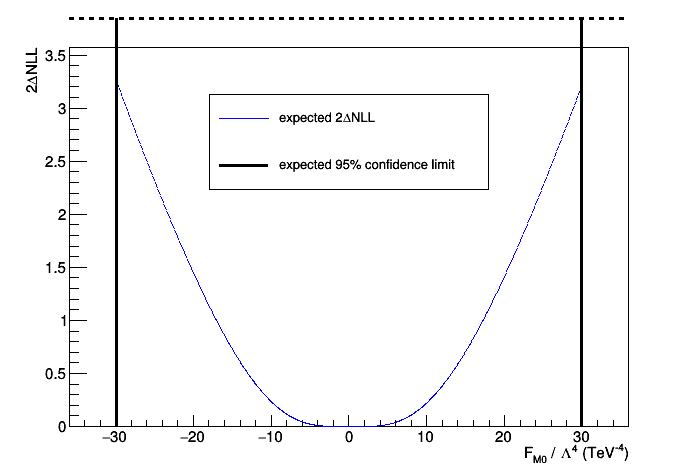 2ΔNLL
3.5
3
2.5
2
1.5
1
0.5
0
expected 2ΔNLL
expected 95% confidence limit
−30 −20 −10 0 10 20 30
F_M0 / Λ^4 (TeV^-4)